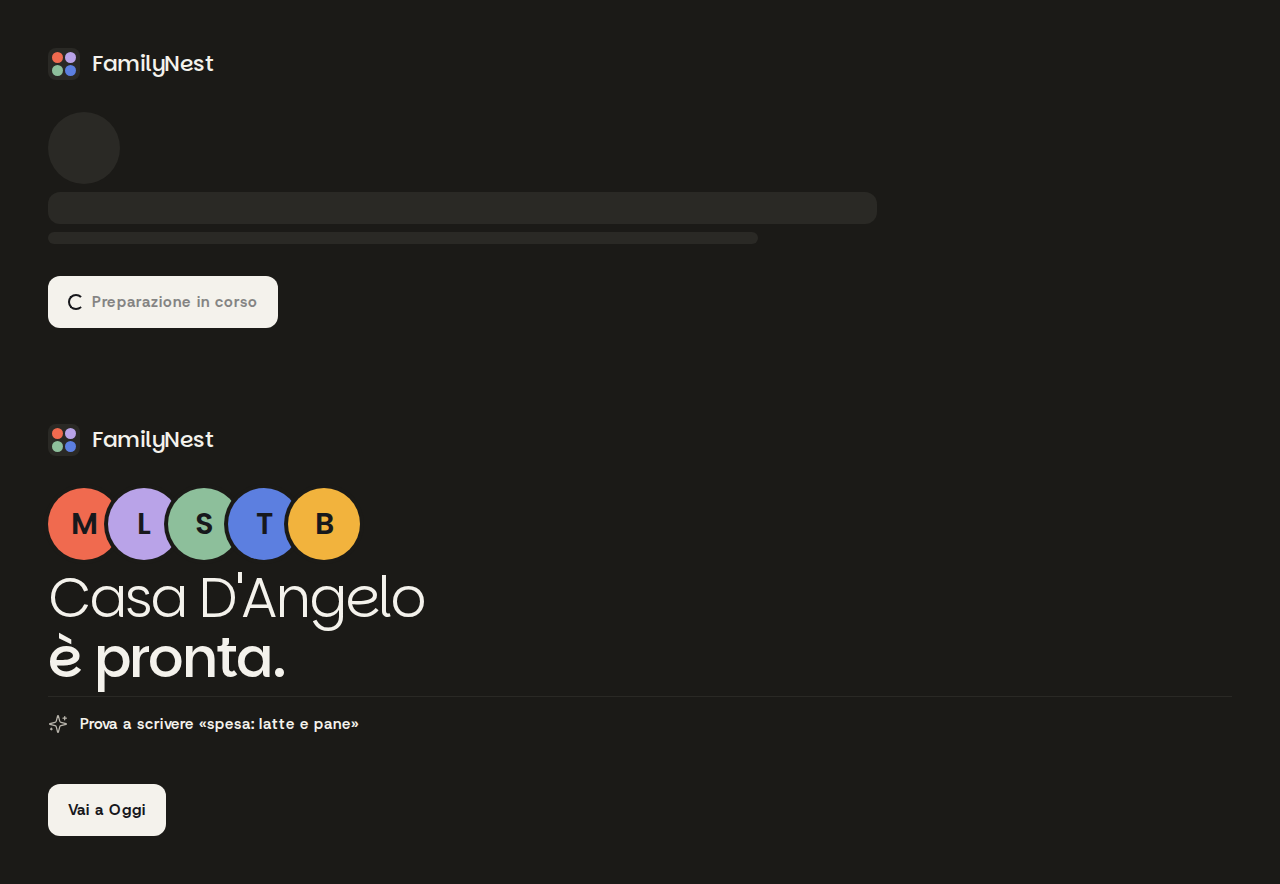 FamilyNest
Preparazione in corso
FamilyNest
M L S T B
Casa D'Angelo
è pronta.
Prova a scrivere «spesa: latte e pane»
Vai a Oggi